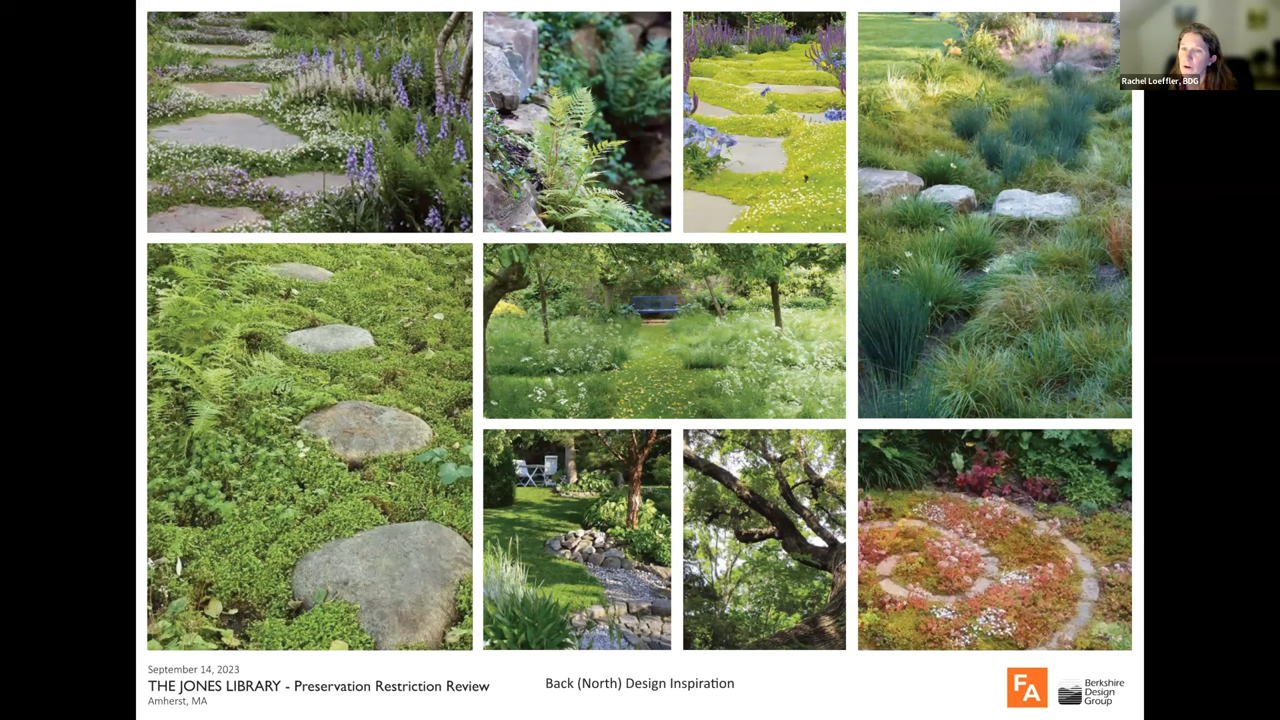 Rachel Loeffler, BDG
September 14, 2023
THE JONES LIBRARY - Preservation Restriction Review
Amherst, MA
Back (North) Design Inspiration
FA
Berkshire
Design
Group